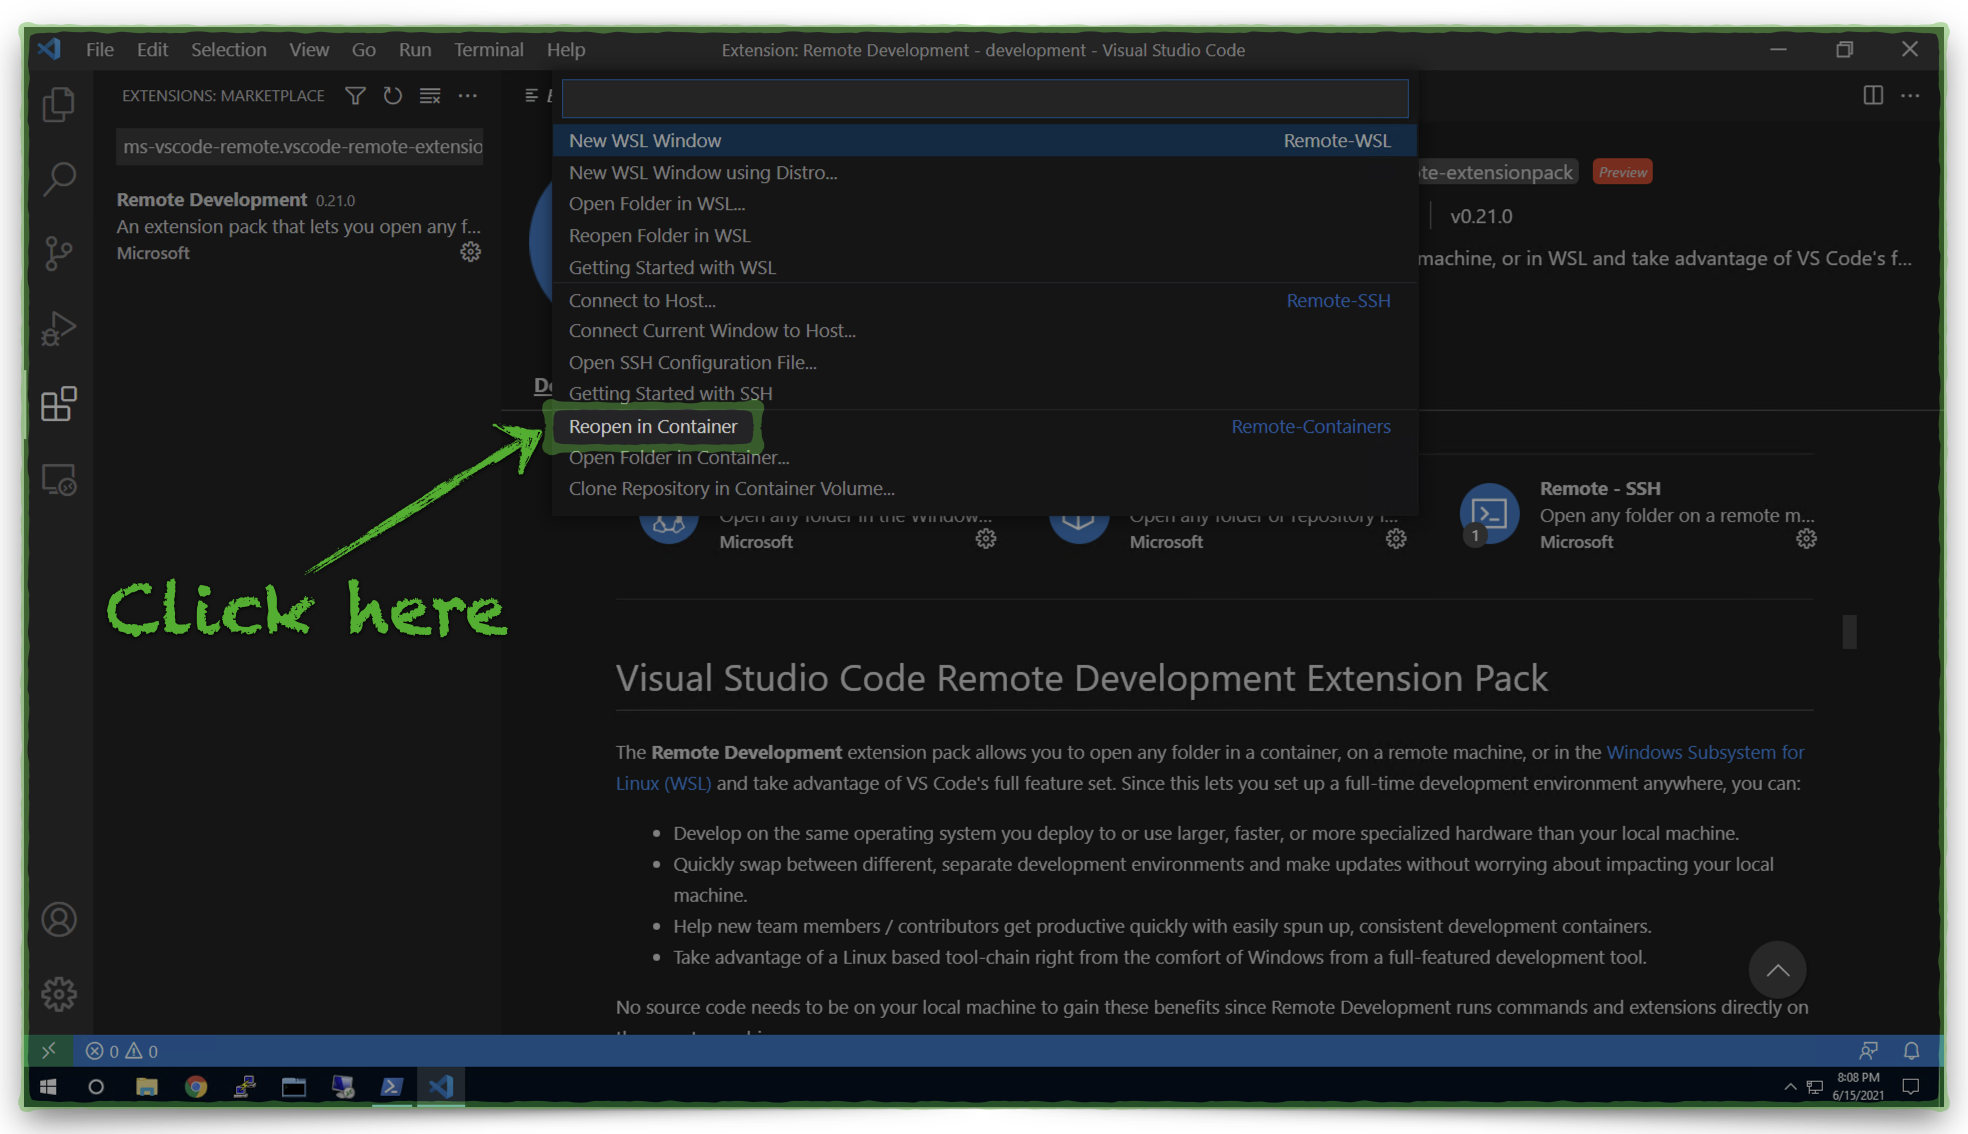 File Edit Selection View Go Run Terminal Help
Extension: Remote Development - development - Visual Studio Code
EXTENSIONS: MARKETPLACE
ms-vscode-remote.vscode-remote-extensio
Remote Development 0.21.0
An extension pack that lets you open any f...
Microsoft
New WSL Window Remote-WSL
New WSL Window using Distro...
Open Folder in WSL...
Reopen Folder in WSL
Getting Started with WSL
Connect to Host... Remote-SSH
Connect Current Window to Host...
Open SSH Configuration File...
Getting Started with SSH
Reopen in Container Remote-Containers
Open Folder in Container...
Clone Repository in Container Volume...
te-extensionpack Preview
v0.21.0
machine, or in WSL and take advantage of VS Code's f...
Click here
Open any folder in the Window...
Microsoft
Open any folder or repository i...
Microsoft
Remote - SSH
Open any folder on a remote m...
1
Microsoft
Visual Studio Code Remote Development Extension Pack
The Remote Development extension pack allows you to open any folder in a container, on a remote machine, or in the Windows Subsystem for
Linux (WSL) and take advantage of VS Code's full feature set. Since this lets you set up a full-time development environment anywhere, you can:
• Develop on the same operating system you deploy to or use larger, faster, or more specialized hardware than your local machine.
• Quickly swap between different, separate development environments and make updates without worrying about impacting your local
machine.
• Help new team members / contributors get productive quickly with easily spun up, consistent development containers.
• Take advantage of a Linux based tool-chain right from the comfort of Windows from a full-featured development tool.
No source code needs to be on your local machine to gain these benefits since Remote Development runs commands and extensions directly on
0 0
8:08 PM
6/15/2021